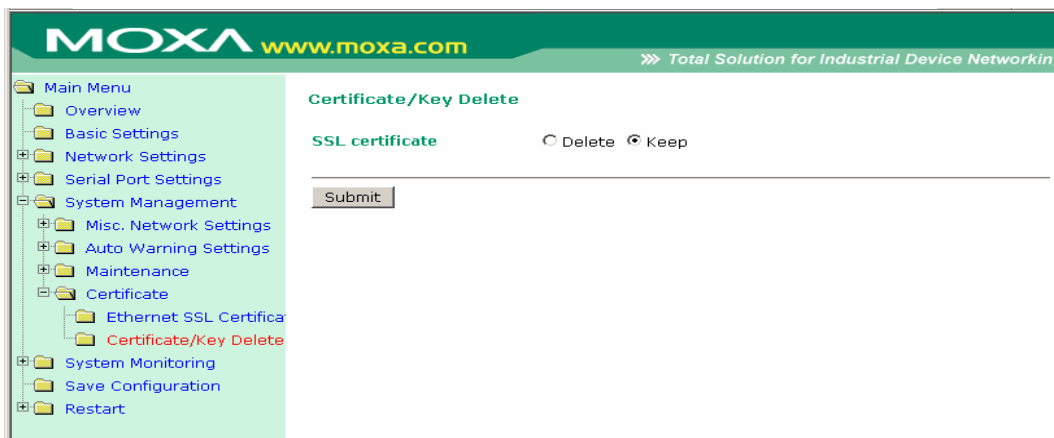 MOXA www.moxa.com
Total Solution for Industrial Device Networkin
Main Menu
Overview
Basic Settings
Network Settings
Serial Port Settings
System Management
Misc. Network Settings
Auto Warning Settings
Maintenance
Certificate
Ethernet SSL Certifica
Certificate/Key Delete
System Monitoring
Save Configuration
Restart
Certificate/Key Delete
SSL certificate Delete Keep
Submit